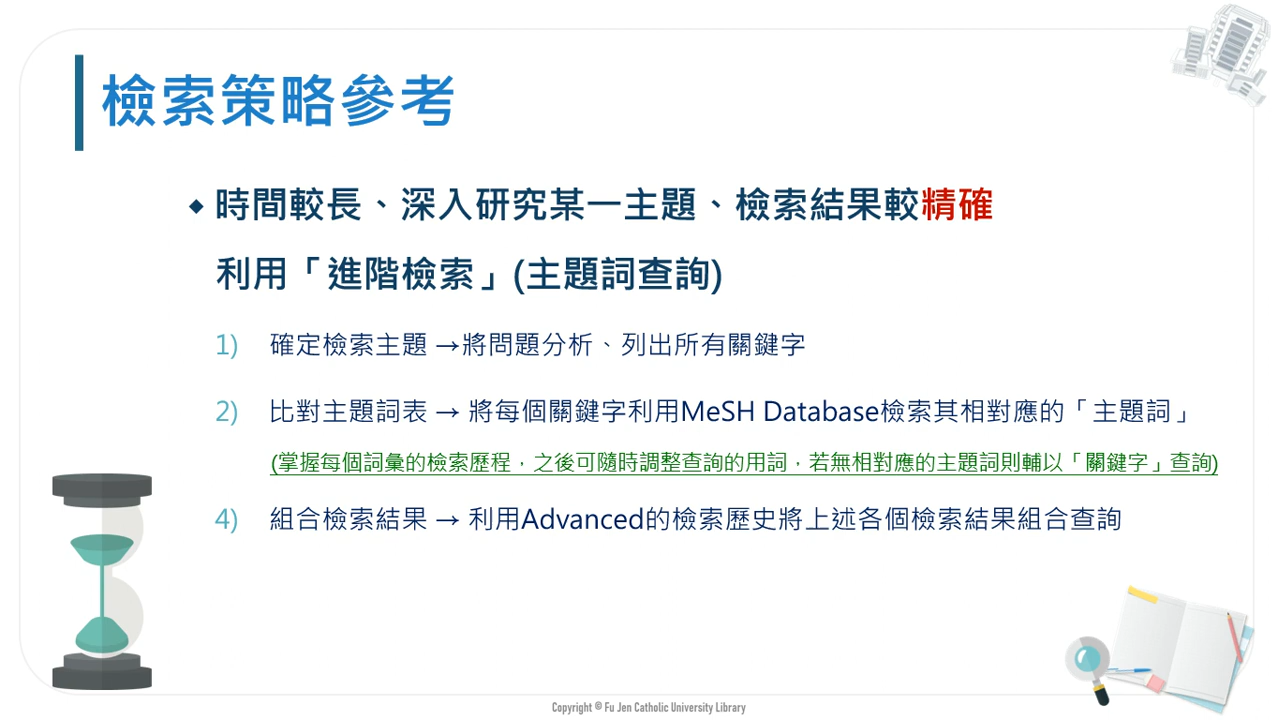 檢索策略參考
◆ 時間較長、深入研究某一主題、檢索結果較精確
利用「進階檢索」(主題詞查詢)
1) 確定檢索主題 →將問題分析、列出所有關鍵字
2) 比對主題詞表 → 將每個關鍵字利用MeSH Database檢索其相對應的「主題詞」
(掌握每個詞彙的檢索歷程，之後可隨時調整查詢的用詞，若無相對應的主題詞則輔以「關鍵字」查詢)
4) 組合檢索結果 → 利用Advanced的檢索歷史將上述各個檢索結果組合查詢
Copyright © Fu Jen Catholic University Library